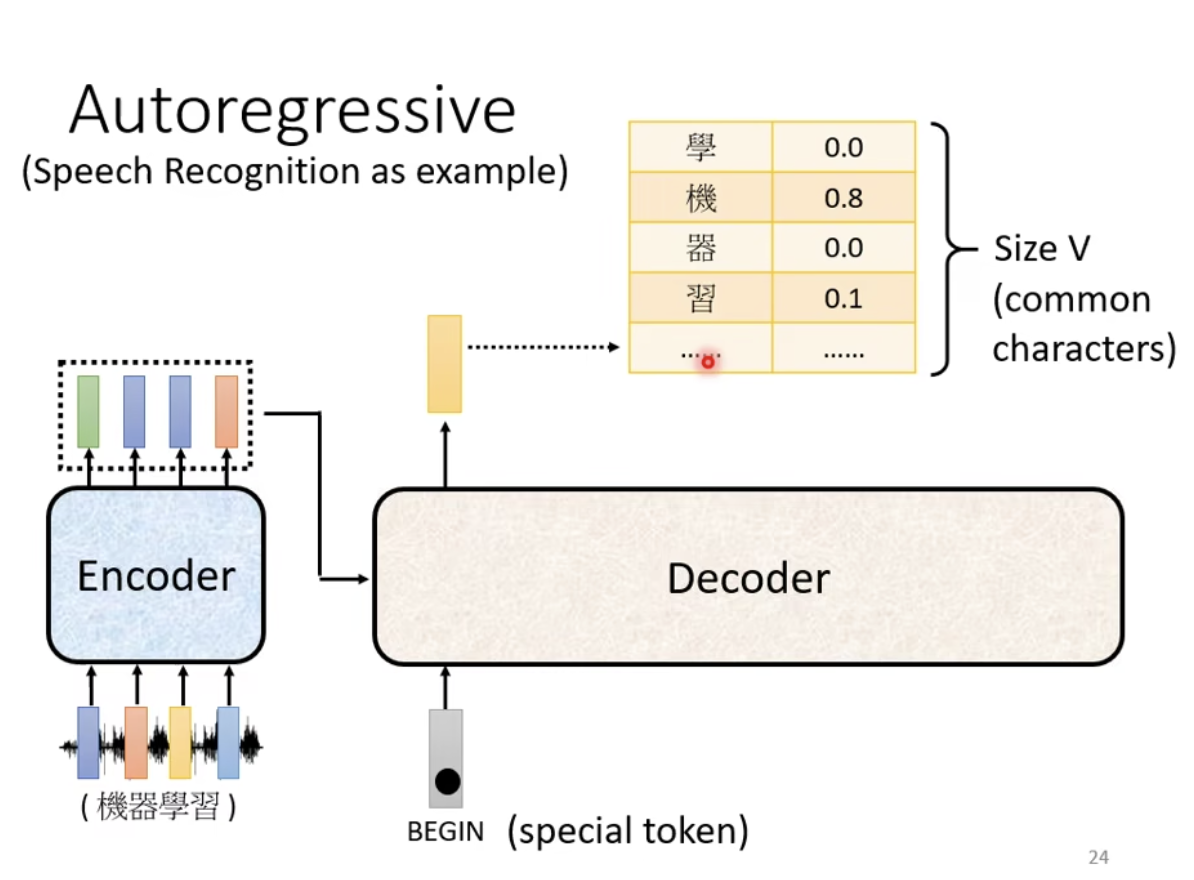 Autoregressive
(Speech Recognition as example)
學 0.0
機 0.8
器 0.0
習 0.1
...... ......
Size V
(common
characters)
Encoder
Decoder
(機器學習)
BEGIN (special token)
24